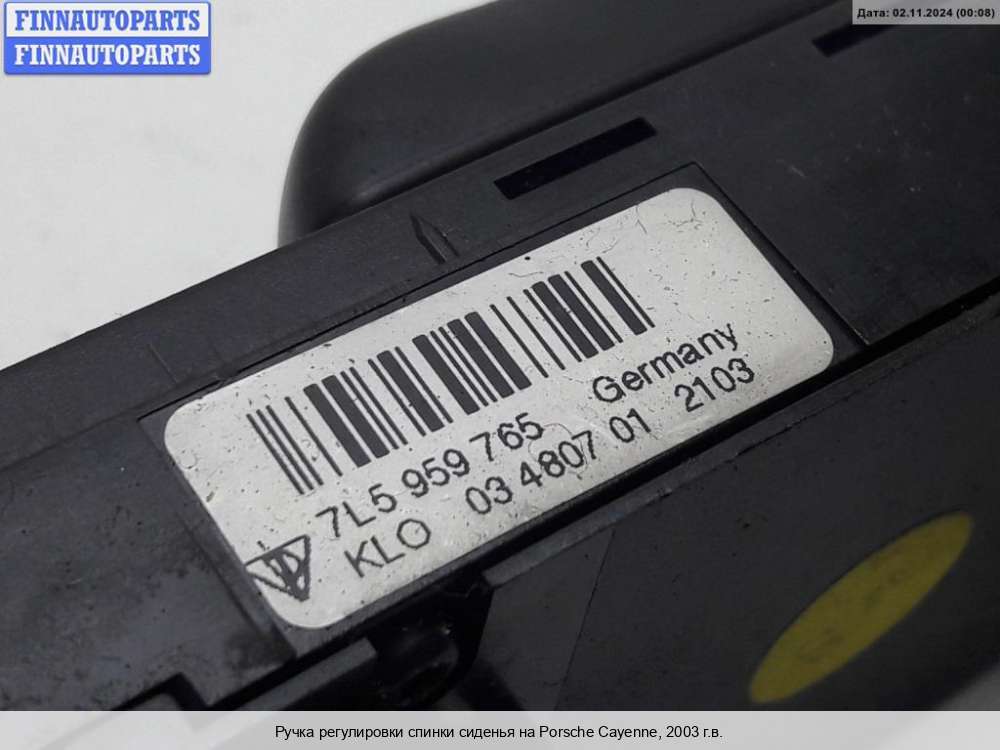 FINNAUTOPARTS
FINNAUTOPARTS
Дата: 02.11.2024 (00:08)
7L5 959 765 Germany
KLO 03 4807 01 2103
Ручка регулировки спинки сиденья на Porsche Cayenne, 2003 г.в.